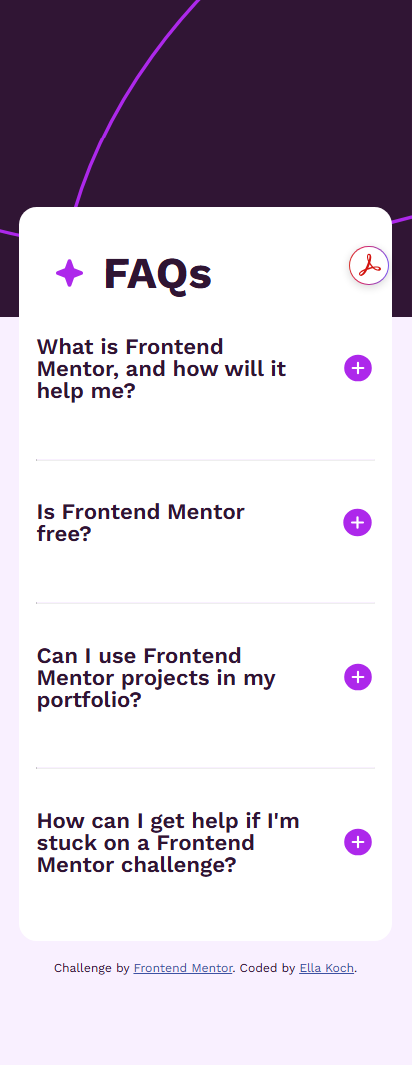 FAQs
What is Frontend
Mentor, and how will it
help me?
Is Frontend Mentor
free?
Can I use Frontend
Mentor projects in my
portfolio?
How can I get help if I'm
stuck on a Frontend
Mentor challenge?
Challenge by Frontend Mentor. Coded by Ella Koch.